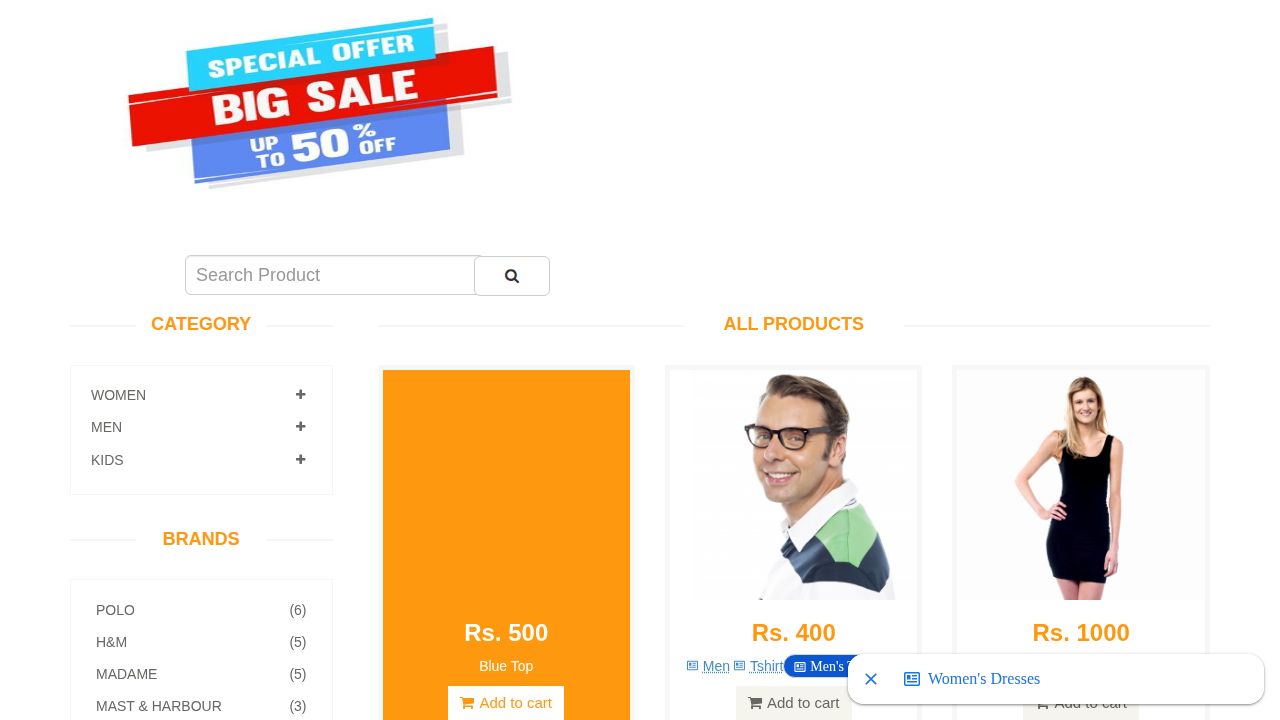 SPECIAL OFFER
BIG SALE
UP TO 50% OFF
Search Product
CATEGORY
ALL PRODUCTS
WOMEN
MEN
KIDS
BRANDS
POLO (6)
H&M (5)
MADAME (5)
MAST & HARBOUR (3)
Rs. 500
Blue Top
Add to cart
Rs. 400
Men Tshirt Men's
Add to cart
Rs. 1000
Add to cart
Women's Dresses